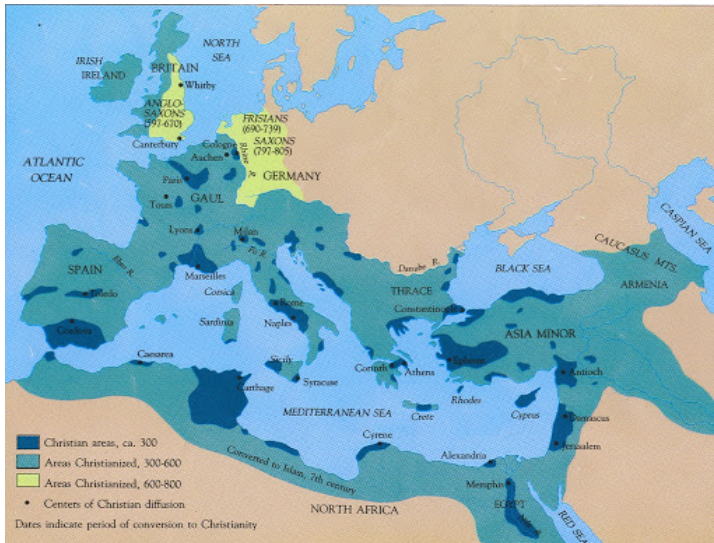 NORTH
SEA
IRISH
IRELAND
BRITAIN
Whitby
ANGLO-
SAXONS
(597-670)
FRISIANS
(690-739)
SAXONS
(797-805)
Canterbury
Cologne
Aachen
Rhine
GERMANY
ATLANTIC
OCEAN
Paris
GAUL
Tours
Lyons
Milan
Po R.
CASPIAN SEA
CAUCASUS MTS.
SPAIN
Ebro R.
Marseilles
Danube R.
BLACK SEA
ARMENIA
Toledo
Corsica
THRACE
Constantinople
Rome
Cordova
Sardinia
Naples
ASIA MINOR
Caesarea
Sicily
Corinth
Athens
Ephesus
Antioch
Carthage
Syracuse
Rhodes
MEDITERRANEAN SEA
Crete
Cyprus
Damascus
Cyrene
Jerusalem
Alexandria
Christian areas, ca. 300
Areas Christianized, 300-600
Converted to Islam, 7th century
Memphis
Areas Christianized, 600-800
EGYPT
Centers of Christian diffusion
NORTH AFRICA
RED SEA
Dates indicate period of conversion to Christianity